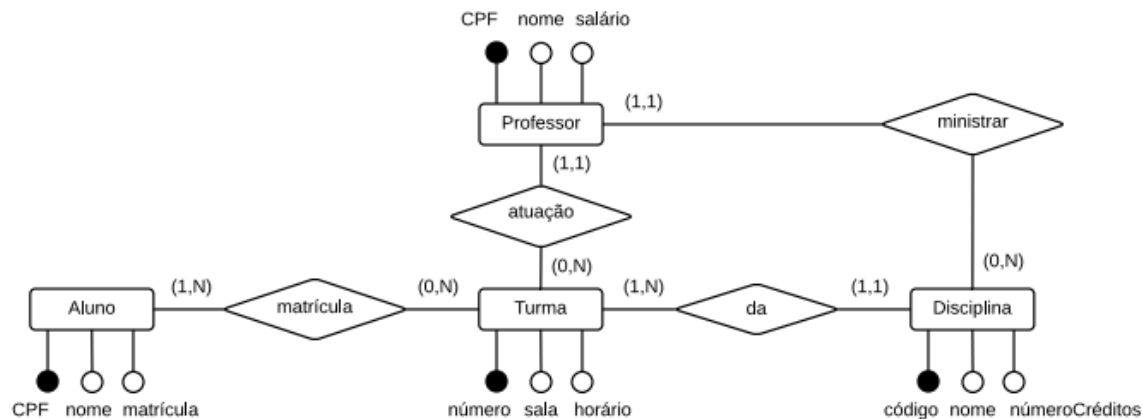 CPF nome salário
(1,1)
Professor
ministrar
(1,1)
atuação
(0,N)
(0,N)
(1,N)
(0,N)
(1,N)
(1,1)
Aluno
matrícula
Turma
da
Disciplina
CPF nome matrícula
número sala horário
código nome númeroCréditos